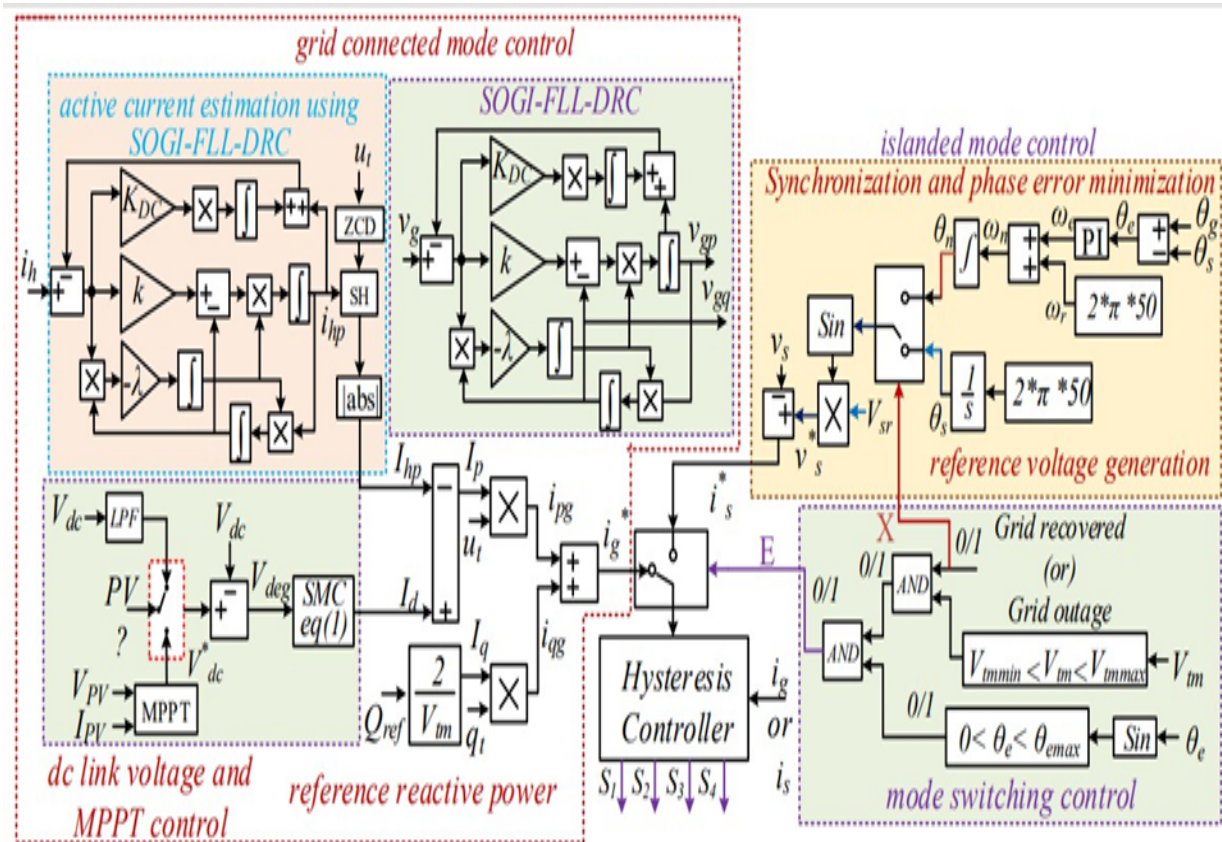 grid connected mode control
active current estimation using
SOGI-FLL-DRC
u_t
K_DC
×
∫
++
ZCD
i_h
+
−
k
+
−
×
∫
SH
i_hp
×
-λ
∫
∫
×
|abs|
SOGI-FLL-DRC
K_DC
×
∫
+
+
v_g
+
−
k
+
−
×
∫
v_gp
v_gq
×
-λ
∫
∫
×
islanded mode control
Synchronization and phase error minimization
θ_n
∫
ω_n
+
+
ω_e
PI
θ_e
+
−
θ_g
θ_s
ω_r
2*π*50
Sin
v_s
−
+
v*_s
×
V_sr
θ_s
1/s
2*π*50
reference voltage generation
V_dc
LPF
PV
?
V_dc
+
−
V_deg
SMC
eq(1)
V*_dc
V_PV
I_PV
MPPT
dc link voltage and
MPPT control
I_hp
−
+
I_d
I_p
×
u_t
i_pg
+
+
i_g*
i_qg
I_q
×
q_t
Q_ref
2/V_tm
reference reactive power
i*_s
E
Hysteresis
Controller
i_g
or
i_s
S_1
S_2
S_3
S_4
X
0/1
Grid recovered
(or)
Grid outage
0/1
AND
0/1
AND
V_tmmin<V_tm<V_tmmax
V_tm
0/1
0<θ_e<θ_emax
Sin
θ_e
mode switching control